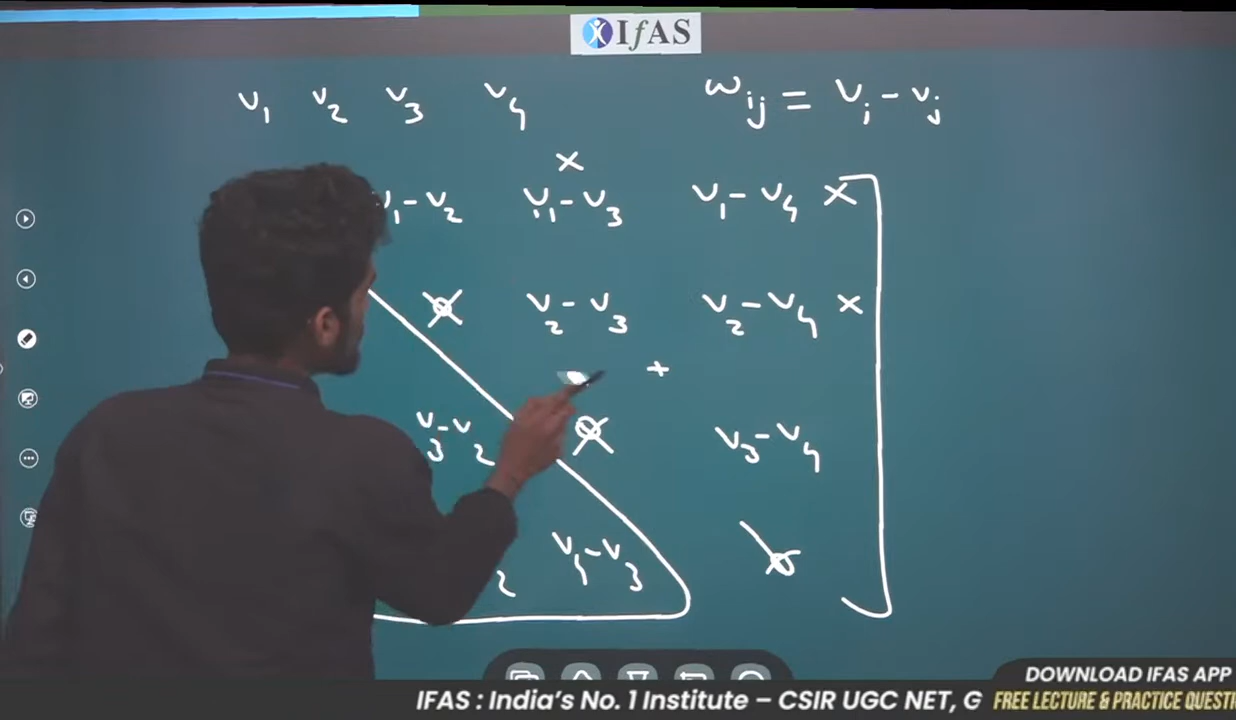 IfAS
v1 v2 v3 v4 wij = vi - vj
×
v1 - v2 v1 - v3 v1 - v4 ×
v2 - v3 v2 - v4 ×
+
v3 - v2 v3 - v4
2 v4 - v3
DOWNLOAD IFAS APP
IFAS : India's No. 1 Institute – CSIR UGC NET, G FREE LECTURE & PRACTICE QUESTI